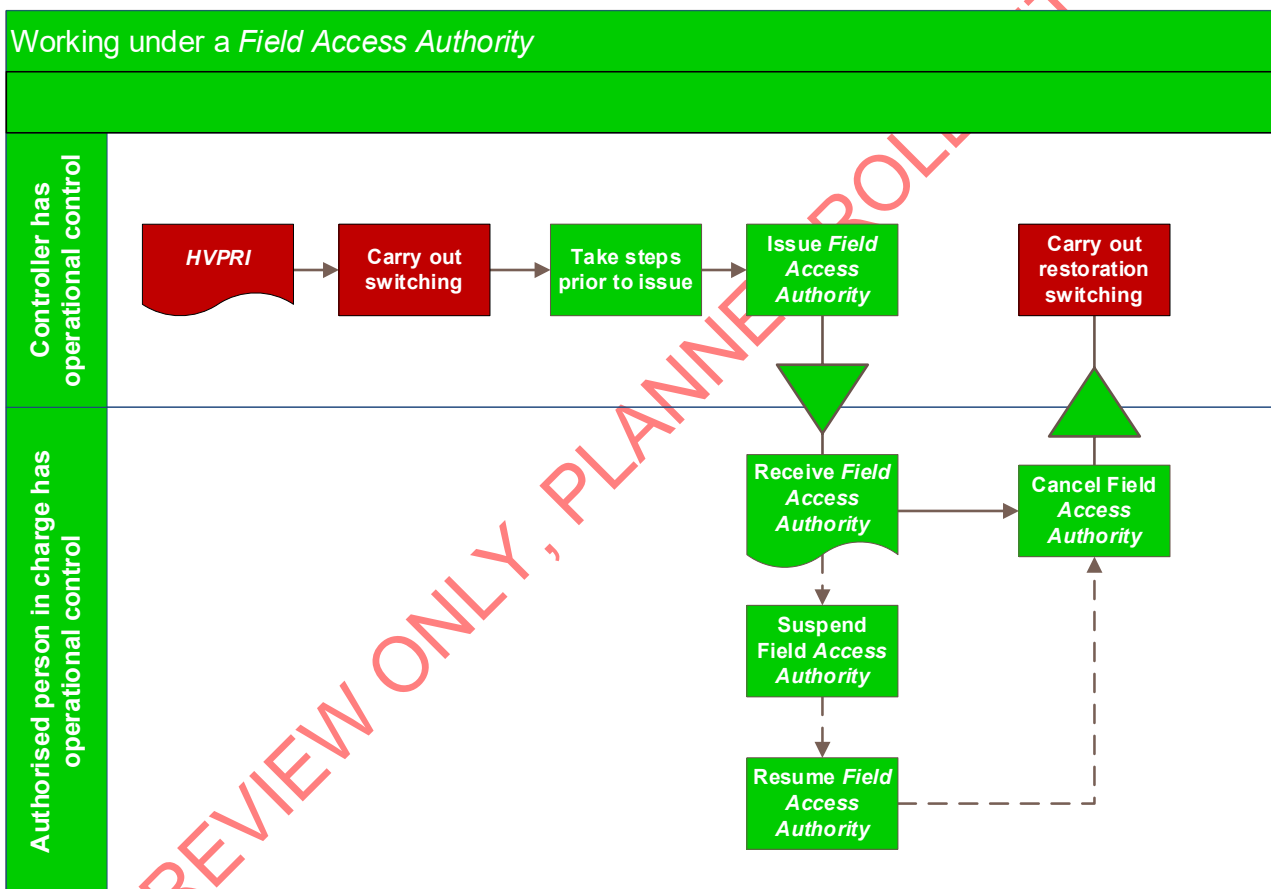 Working under a Field Access Authority
Controller has
operational control
HVPRI
Carry out
switching
Take steps
prior to issue
Issue Field
Access
Authority
Carry out
restoration
switching
Authorised person in charge has
operational control
Receive Field
Access
Authority
Cancel Field
Access
Authority
Suspend
Field Access
Authority
Resume Field
Access
Authority
REVIEW ONLY, PLANNE